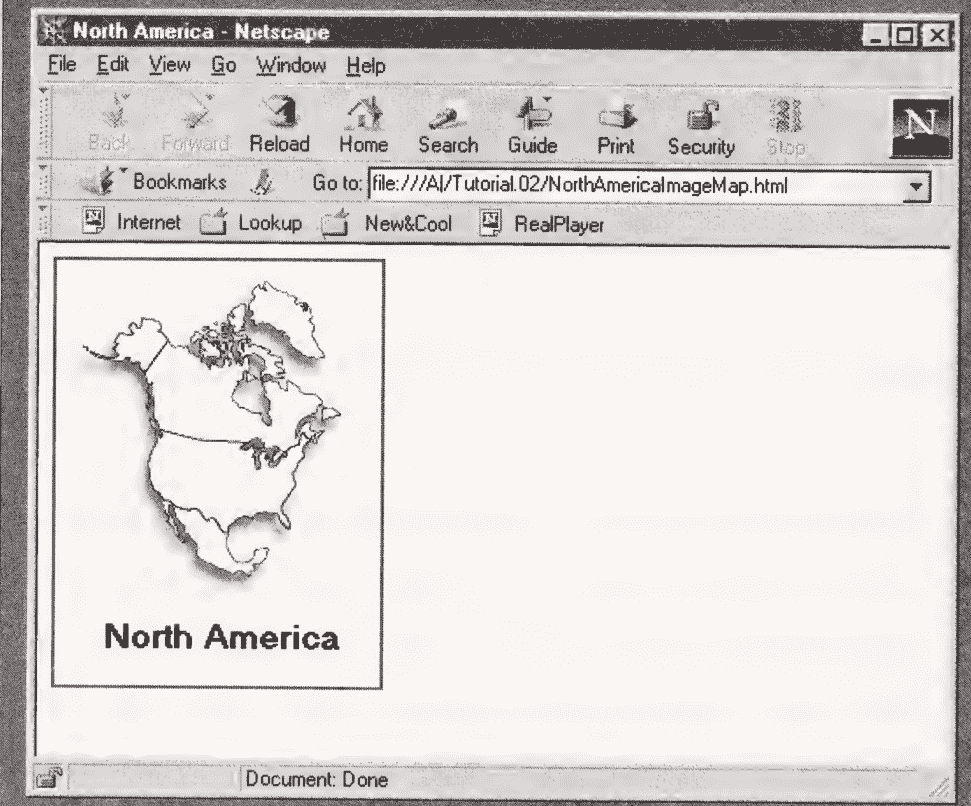 North America - Netscape
File Edit View Go Window Help
N
Back Forward Reload Home Search Guide Print Security Stop
Bookmarks Go to: file:///A|/Tutorial.02/NorthAmericaImageMap.html
Internet Lookup New&Cool RealPlayer
North America
Document: Done